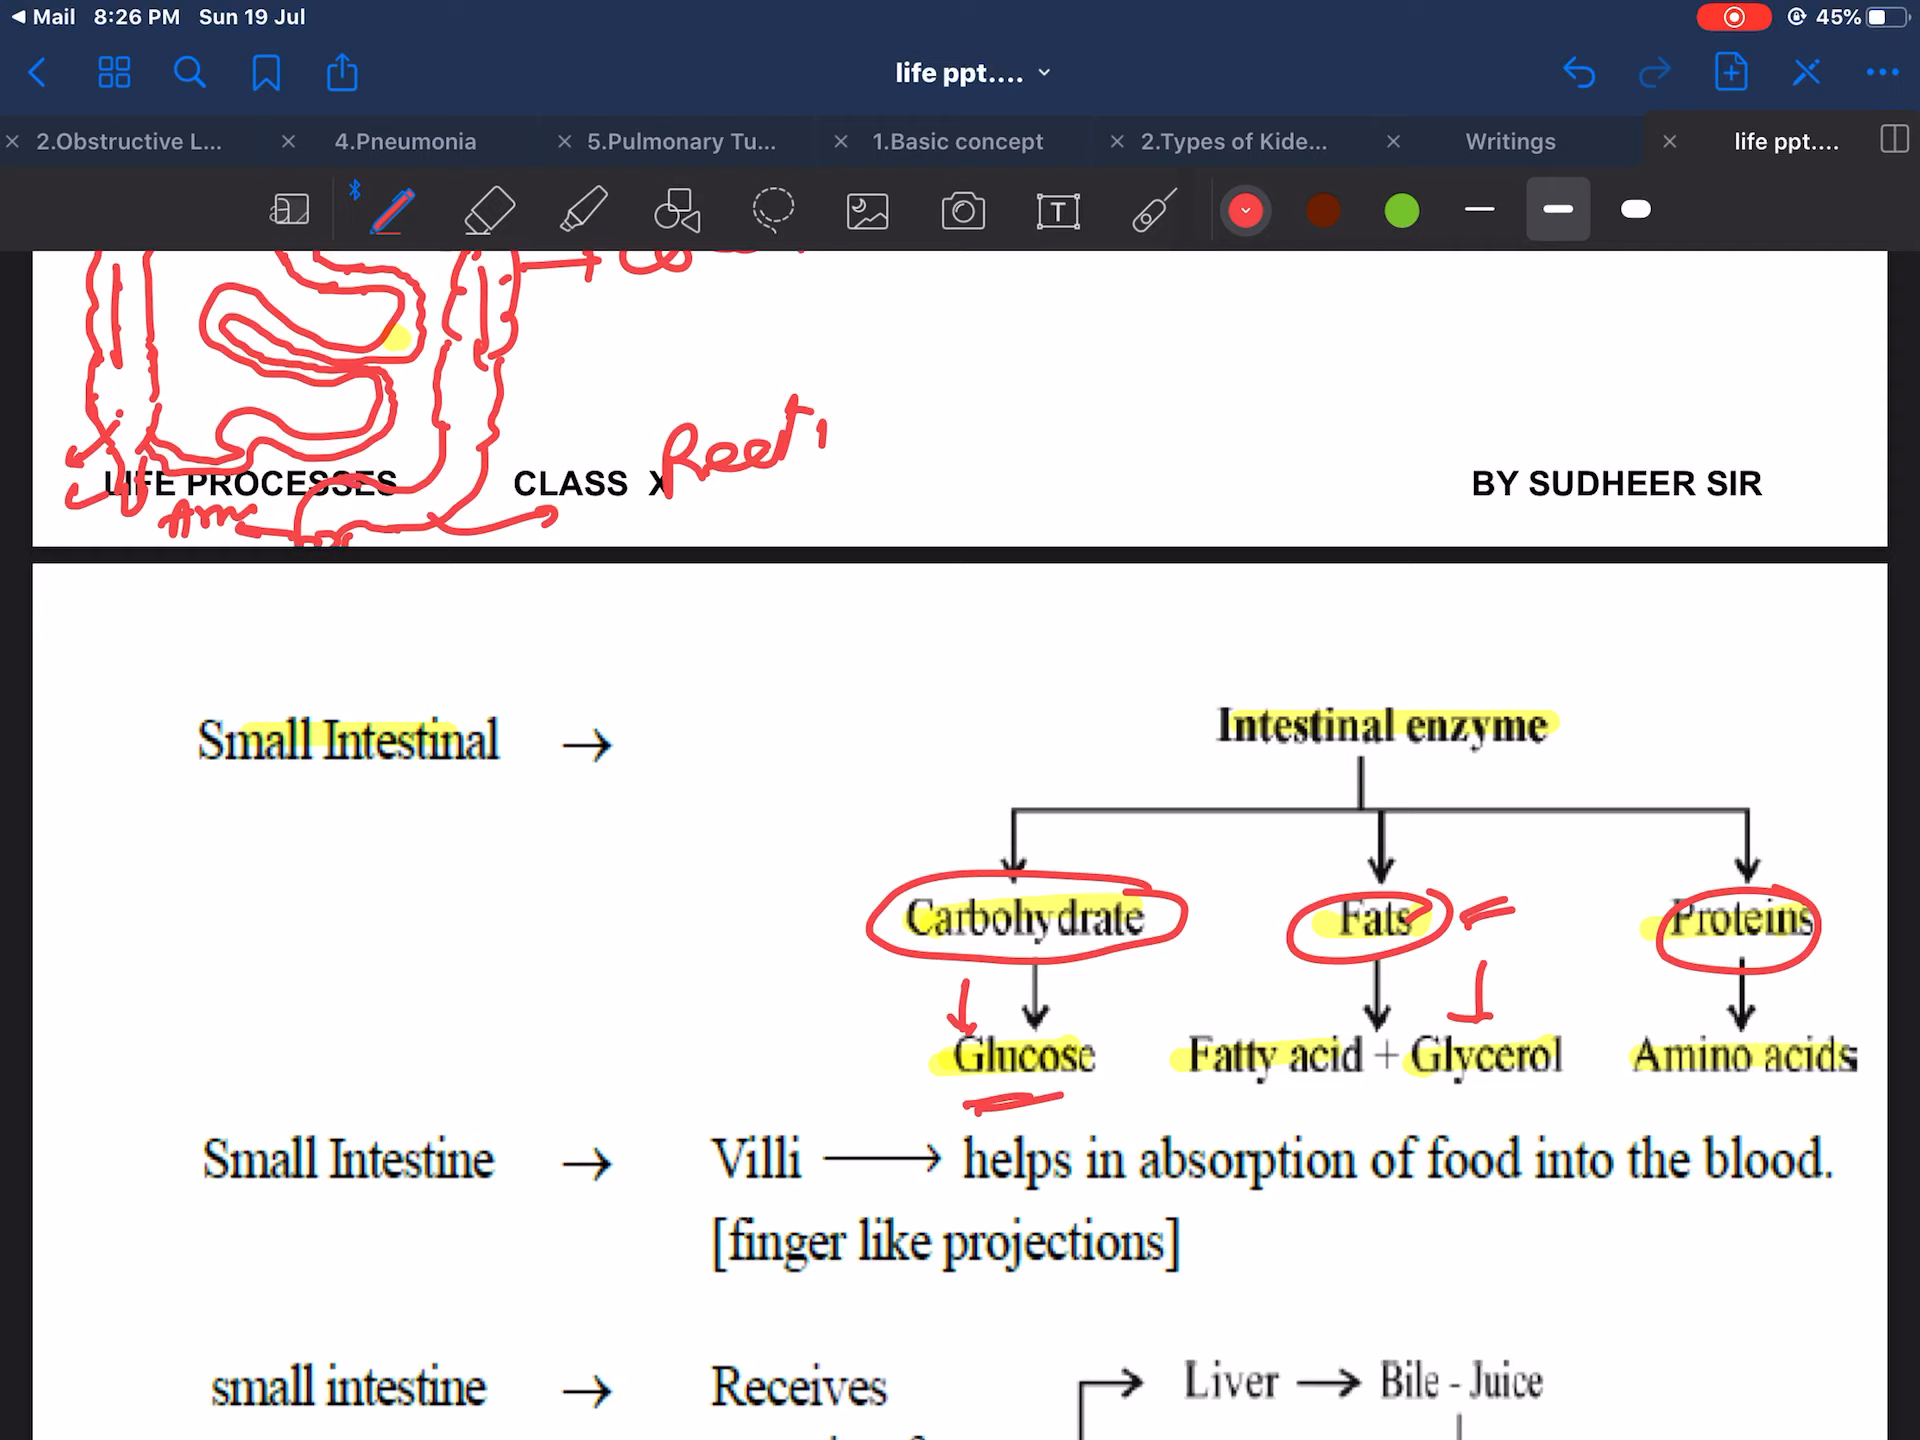 Mail 8:26 PM Sun 19 Jul 45%
life ppt....
2.Obstructive L... 4.Pneumonia 5.Pulmonary Tu... 1.Basic concept 2.Types of Kide... Writings life ppt....
T
LIFE PROCESSES CLASS X BY SUDHEER SIR
Small Intestinal → Intestinal enzyme
Carbohydrate Fats Proteins
Glucose Fatty acid + Glycerol Amino acids
Small Intestine → Villi → helps in absorption of food into the blood.
[finger like projections]
small intestine → Receives Liver → Bile - Juice